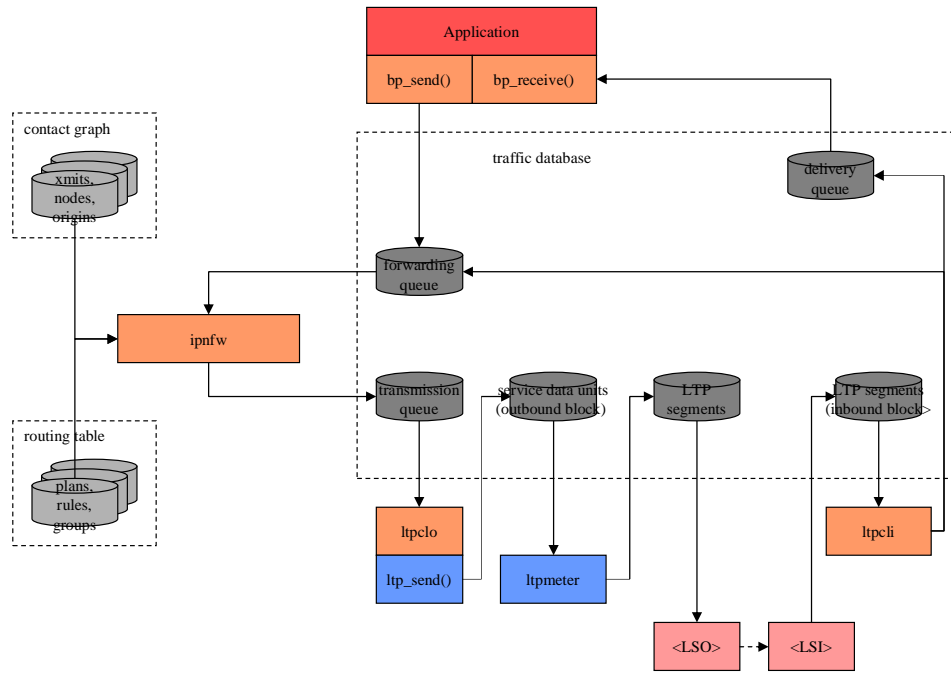 Application
bp_send()
bp_receive()
contact graph
xmits,
nodes,
origins
traffic database
delivery
queue
forwarding
queue
ipnfw
transmission
queue
service data units
(outbound block)
LTP
segments
LTP segments
(inbound block>
routing table
plans,
rules,
groups
ltpclo
ltp_send()
ltpmeter
ltpcli
<LSO>
<LSI>